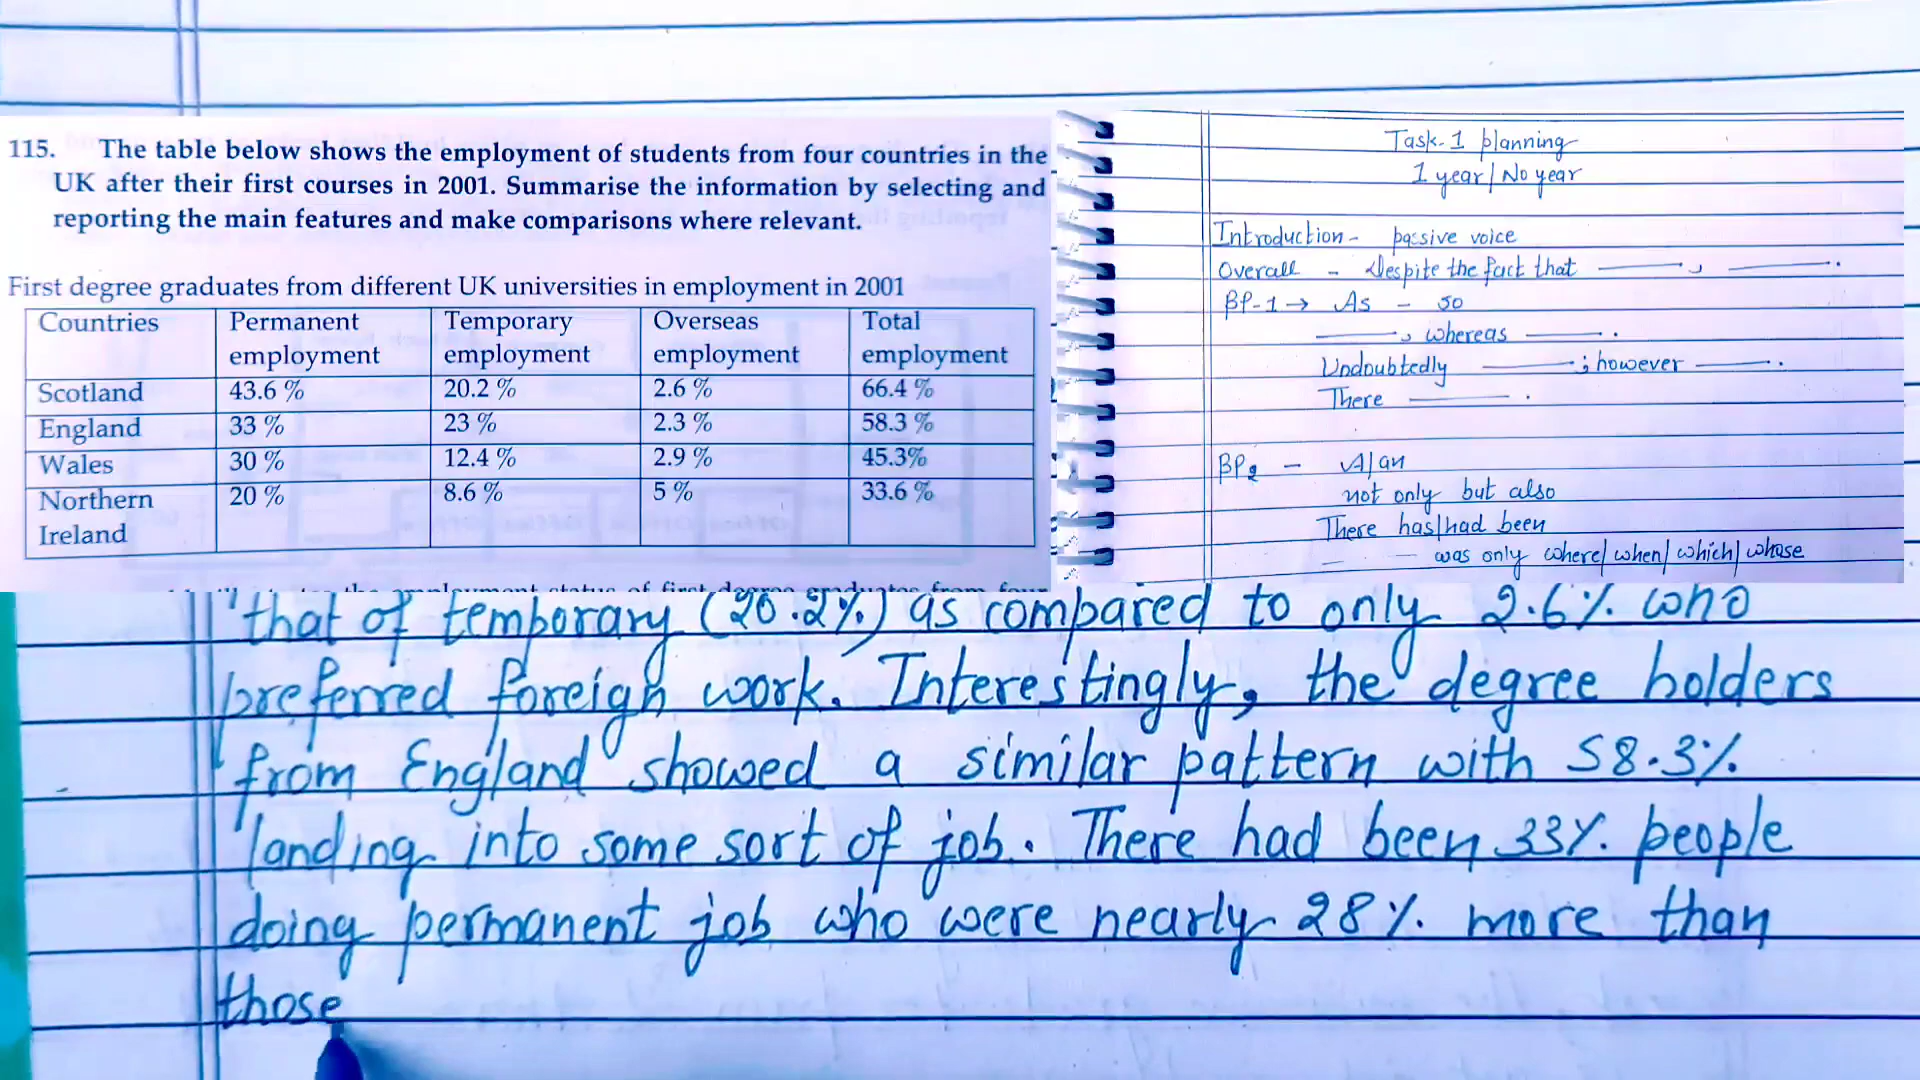 115. The table below shows the employment of students from four countries in the
UK after their first courses in 2001. Summarise the information by selecting and
reporting the main features and make comparisons where relevant.
First degree graduates from different UK universities in employment in 2001
Countries Permanent employment Temporary employment Overseas employment Total employment
Scotland 43.6 % 20.2 % 2.6 % 66.4 %
England 33 % 23 % 2.3 % 58.3 %
Wales 30 % 12.4 % 2.9 % 45.3%
Northern Ireland 20 % 8.6 % 5 % 33.6 %
Task-1 planning
1 year/No year
Introduction - passive voice
Overall - Despite the fact that ———, ———.
BP-1 → As - so
———, whereas ———.
Undoubtedly ———; however ———.
There ———.
BP2 - A/an
not only but also
There has/had been
— — was only where/when/which/whose
employment status of first degree graduates from four
that of temporary (20.2%) as compared to only 2.6% who
preferred foreign work. Interestingly, the degree holders
from England showed a similar pattern with 58.3%
landing into some sort of job. There had been 33% people
doing permanent job who were nearly 28% more than
those